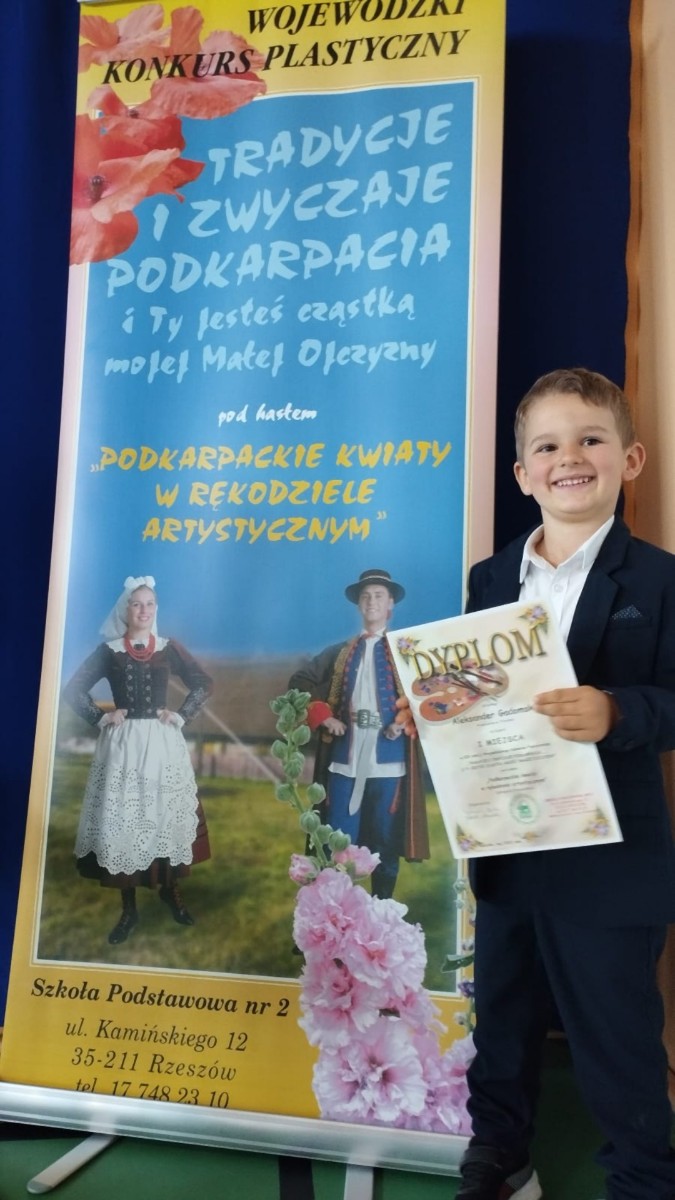 WOJEWÓDZKI
KONKURS PLASTYCZNY
TRADYCJE
I ZWYCZAJE
PODKARPACIA
i Ty jesteś cząstką
mojej Małej Ojczyzny
pod hasłem
„PODKARPACKIE KWIATY
W RĘKODZIELE
ARTYSTYCZNYM”
DYPLOM
Aleksander
I MIEJSCA
Szkoła Podstawowa nr 2
ul. Kamińskiego 12
35-211 Rzeszów
tel. 17 748 23 10